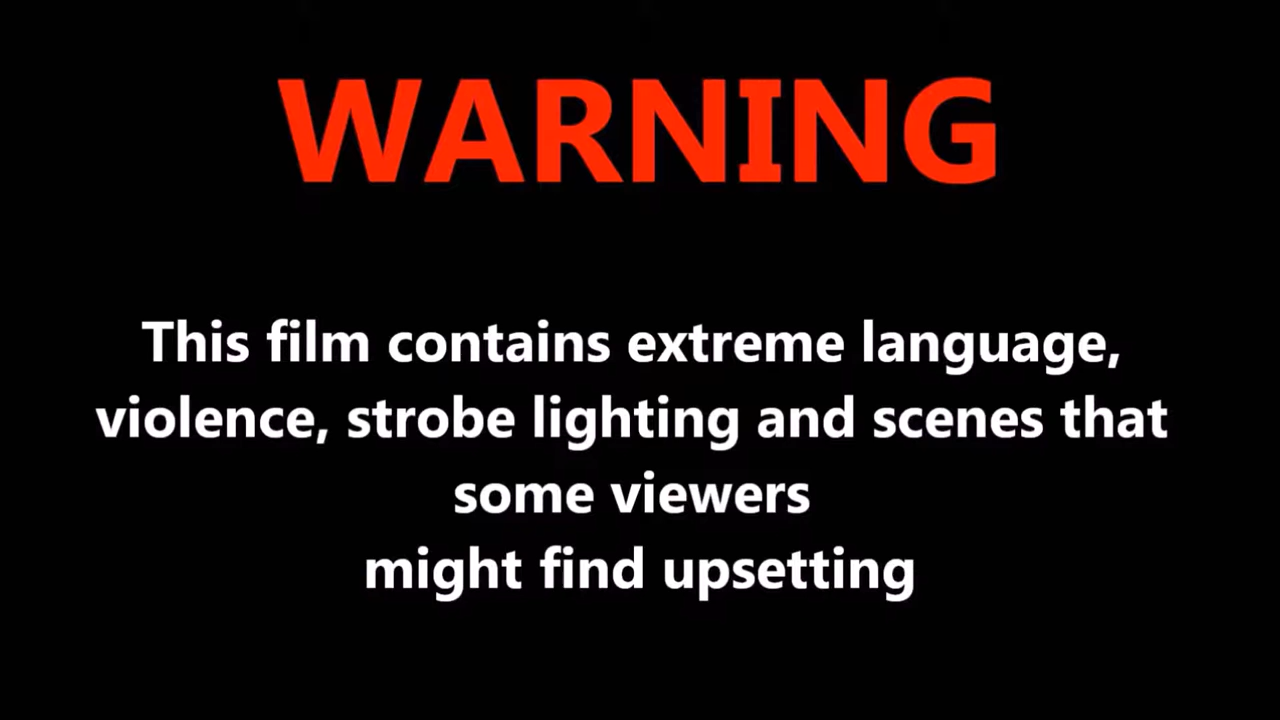 WARNING
This film contains extreme language,
violence, strobe lighting and scenes that
some viewers
might find upsetting